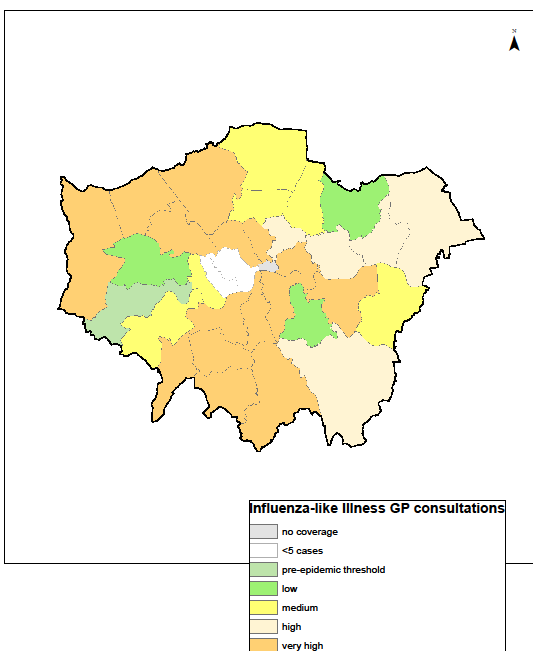 N
Influenza-like Illness GP consultations
no coverage
<5 cases
pre-epidemic threshold
low
medium
high
very high